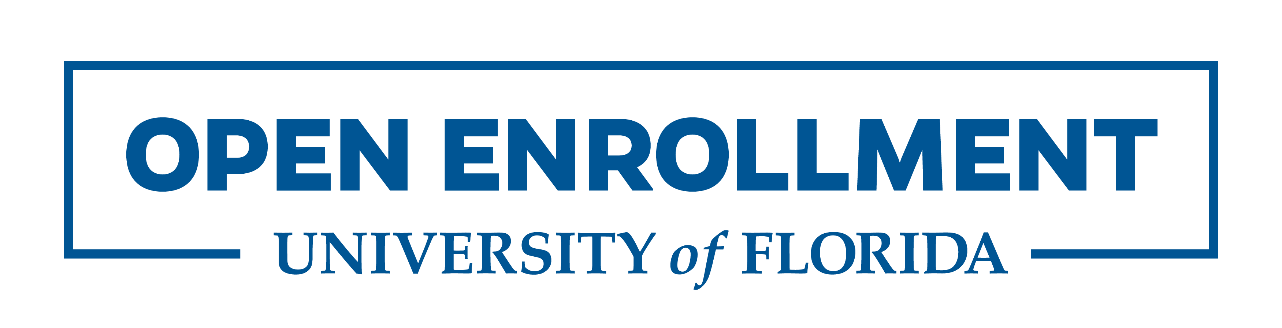 OPEN ENROLLMENT
UNIVERSITY of FLORIDA